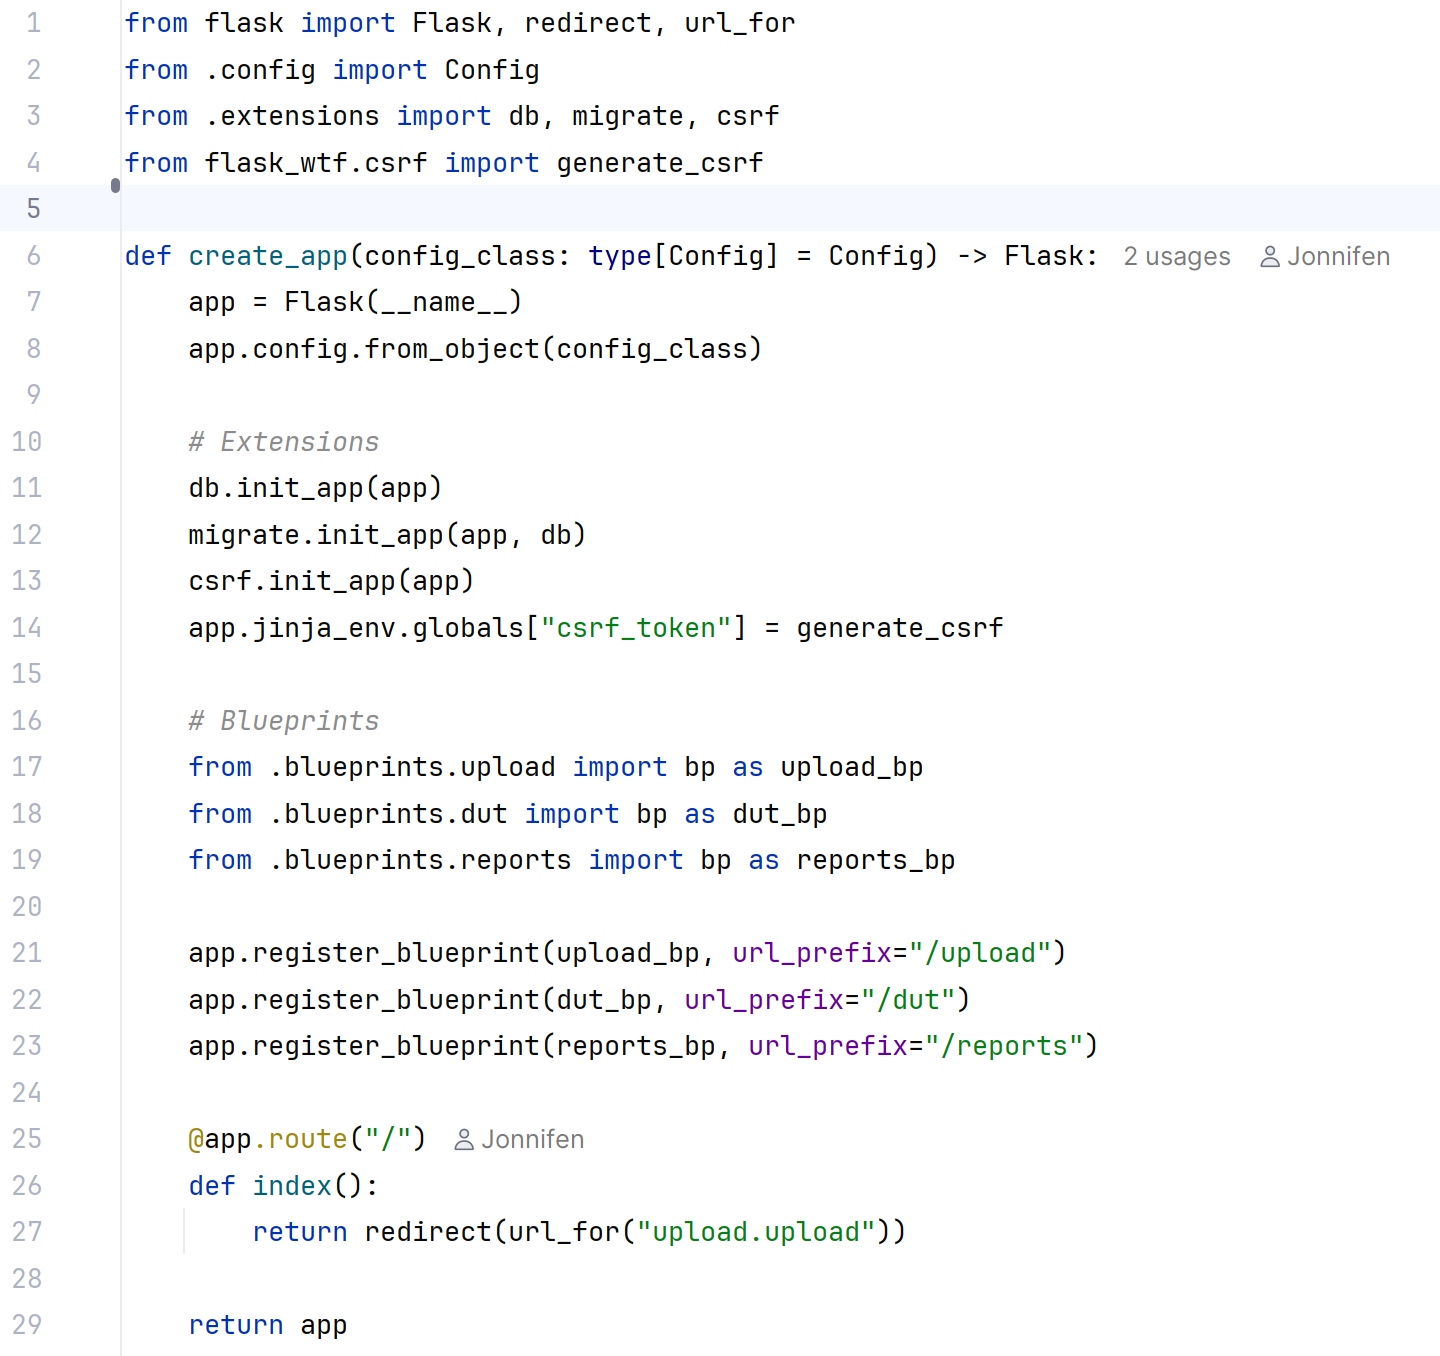 1 from flask import Flask, redirect, url_for
2 from .config import Config
3 from .extensions import db, migrate, csrf
4 from flask_wtf.csrf import generate_csrf
5
6 def create_app(config_class: type[Config] = Config) -> Flask: 2 usages Jonnifen
7     app = Flask(__name__)
8     app.config.from_object(config_class)
9
10     # Extensions
11     db.init_app(app)
12     migrate.init_app(app, db)
13     csrf.init_app(app)
14     app.jinja_env.globals["csrf_token"] = generate_csrf
15
16     # Blueprints
17     from .blueprints.upload import bp as upload_bp
18     from .blueprints.dut import bp as dut_bp
19     from .blueprints.reports import bp as reports_bp
20
21     app.register_blueprint(upload_bp, url_prefix="/upload")
22     app.register_blueprint(dut_bp, url_prefix="/dut")
23     app.register_blueprint(reports_bp, url_prefix="/reports")
24
25     @app.route("/") Jonnifen
26     def index():
27         return redirect(url_for("upload.upload"))
28
29     return app